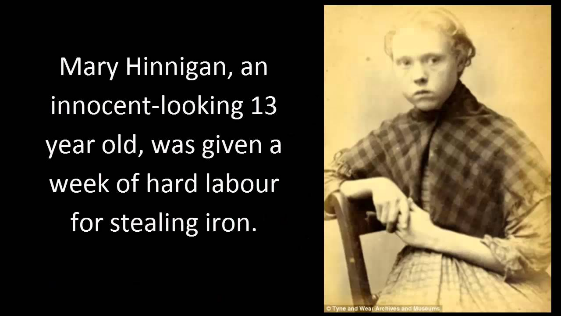 Mary Hinnigan, an
innocent-looking 13
year old, was given a
week of hard labour
for stealing iron.
© Tyne and Wear Archives and Museums